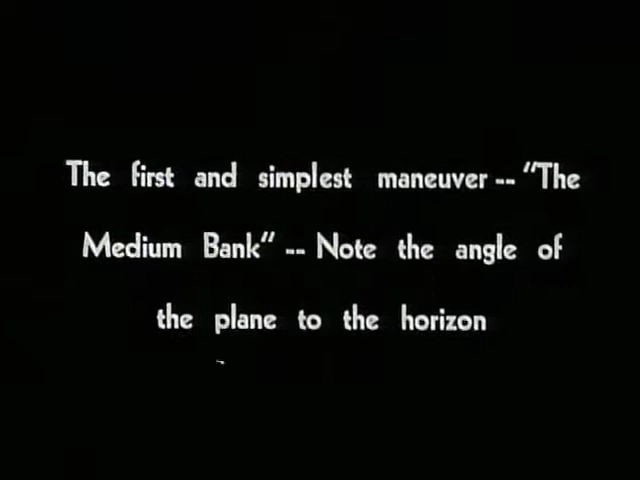 The first and simplest maneuver -- "The
Medium Bank" -- Note the angle of
the plane to the horizon